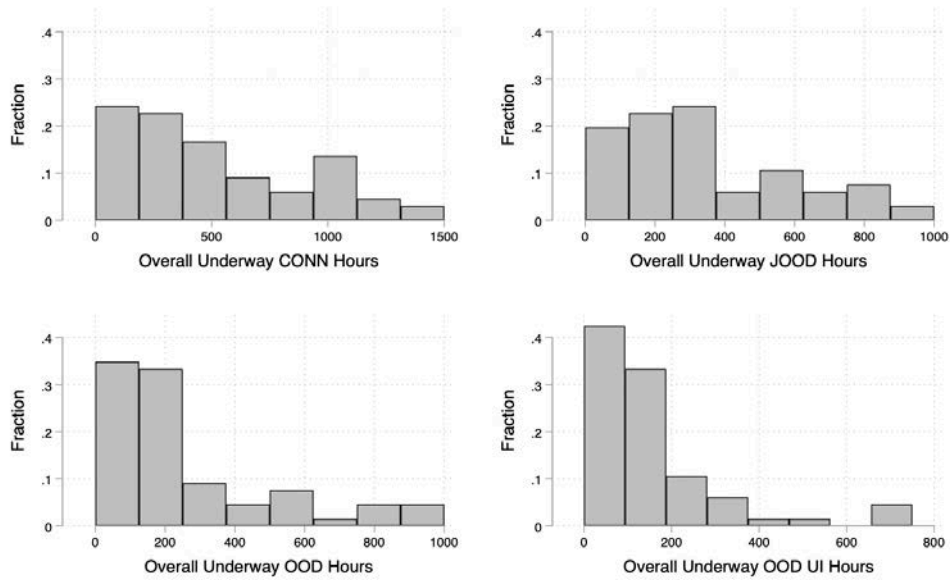 .4
.3
.2
.1
0
Fraction
0 500 1000 1500
Overall Underway CONN Hours
.4
.3
.2
.1
0
Fraction
0 200 400 600 800 1000
Overall Underway JOOD Hours
.4
.3
.2
.1
0
Fraction
0 200 400 600 800 1000
Overall Underway OOD Hours
.4
.3
.2
.1
0
Fraction
0 200 400 600 800
Overall Underway OOD UI Hours